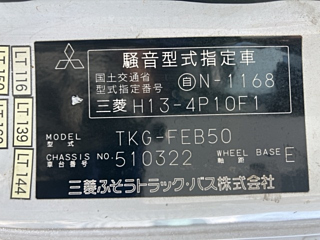 騒音型式指定車
国土交通省
型式指定番号 自N-1168
三菱 H13-4P10F1
MODEL
型式 TKG-FEB50
CHASSIS NO.
車台番号 510322
WHEEL BASE
軸距 E
三菱ふそうトラック・バス株式会社
LT 116
LT 139
LT 144